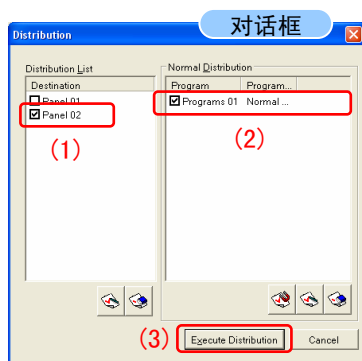 对话框
Distribution
Distribution List
Destination
Panel 01
Panel 02
(1)
Normal Distribution
Program Program...
Programs 01 Normal ...
(2)
(3)
Execute Distribution
Cancel